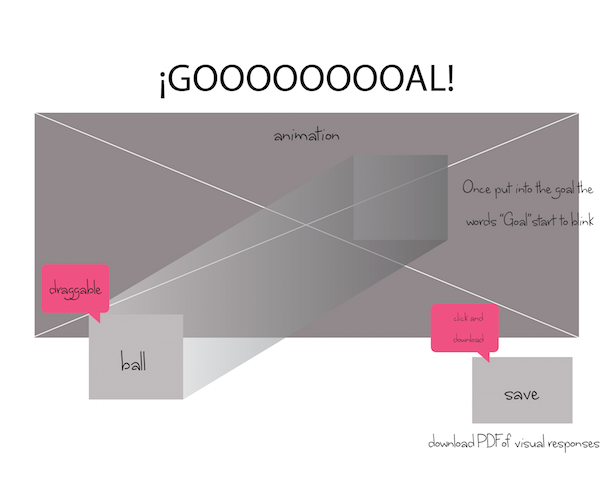 ¡GOOOOOOOOAL!
animation
Once put into the goal the
words "Goal" start to blink
draggable
ball
click and
download
save
download PDF of visual responses